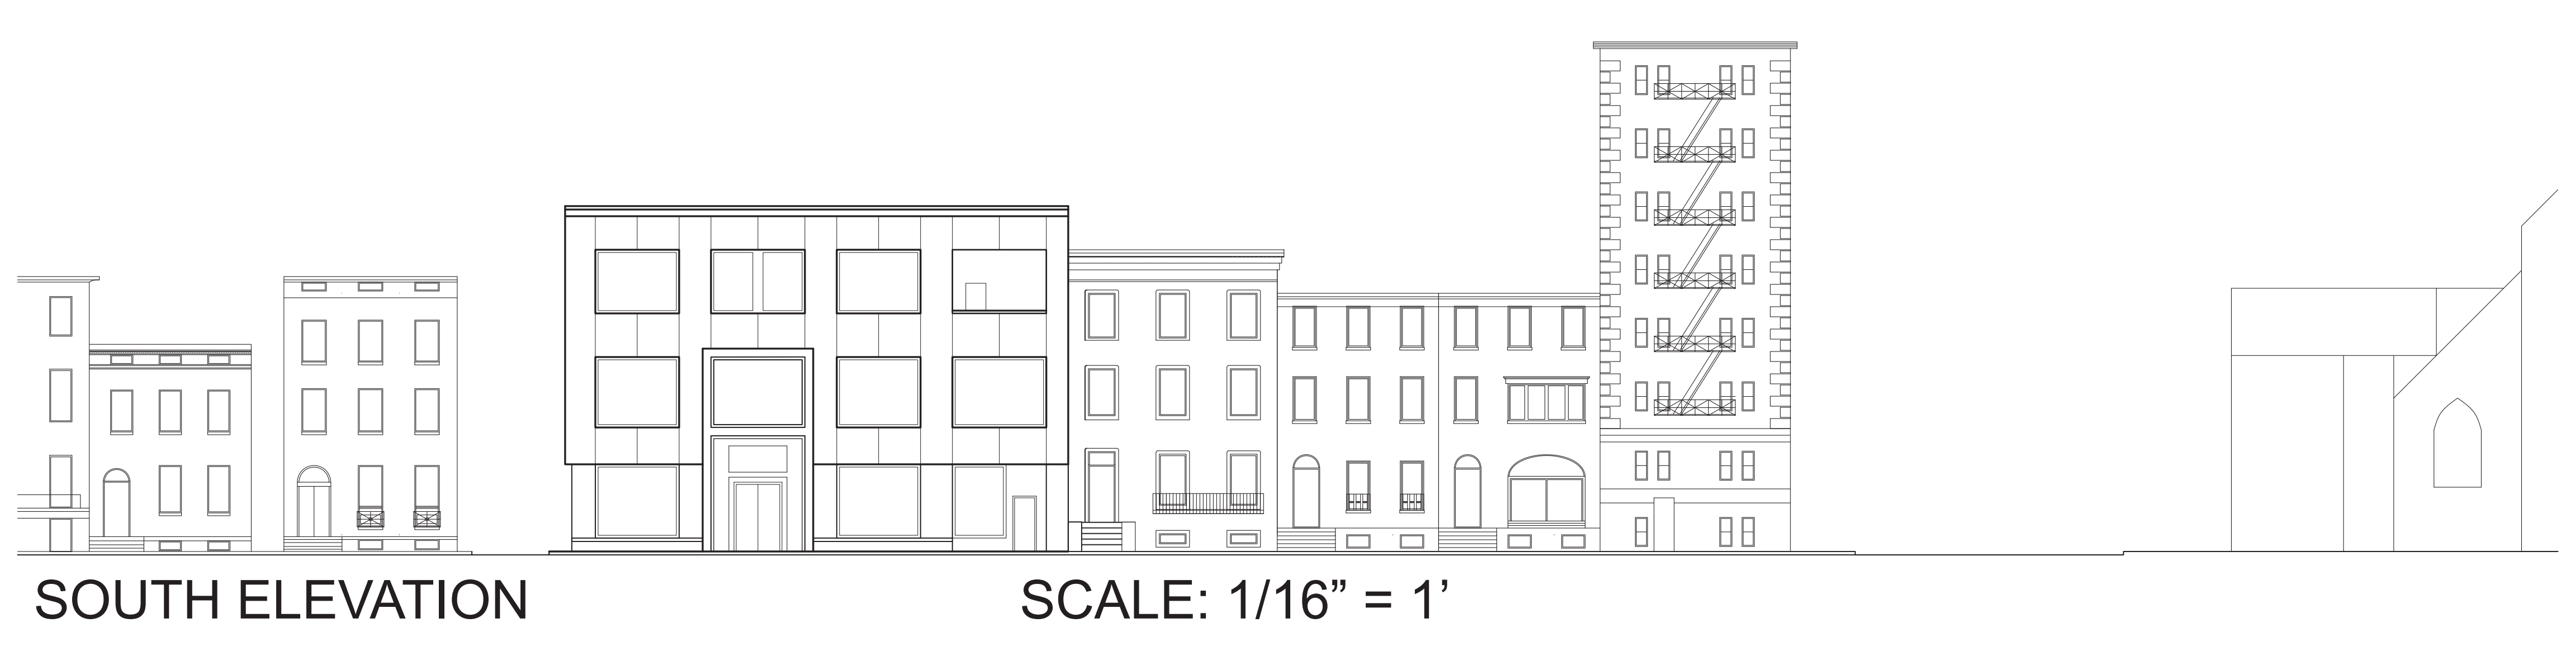 SOUTH ELEVATION
SCALE: 1/16” = 1’